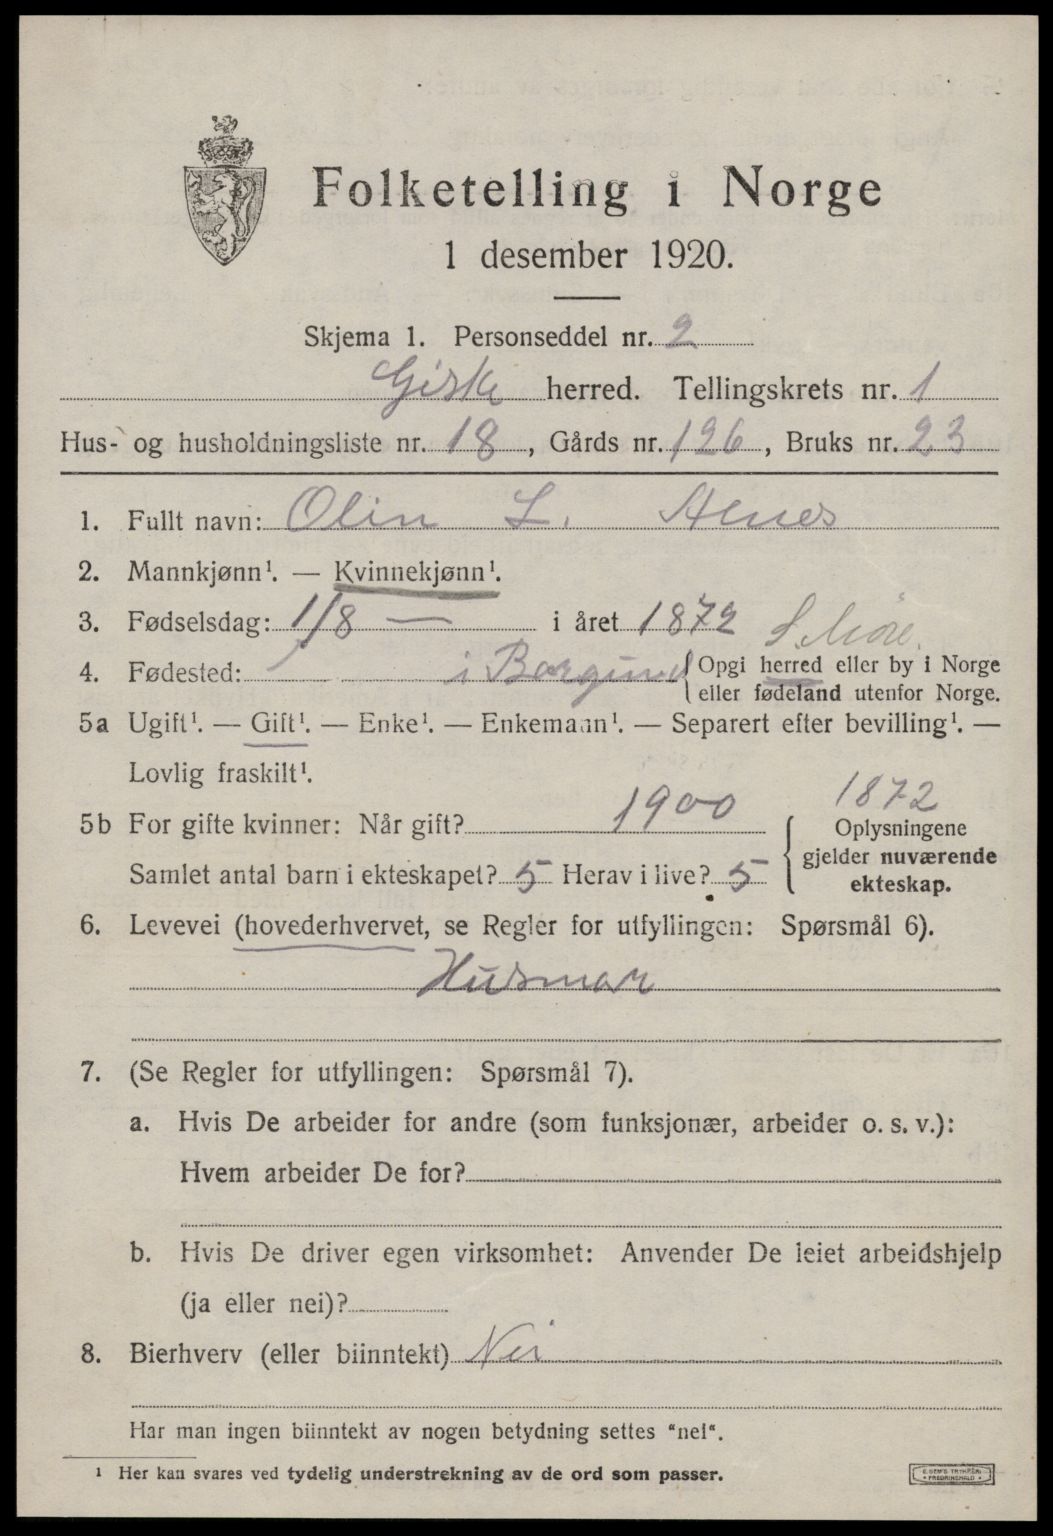 Folketelling i Norge
1 desember 1920.
Skjema 1. Personseddel nr. 2
Giske herred. Tellingskrets nr. 1
Hus- og husholdningsliste nr. 18, Gårds nr. 126, Bruks nr. 23
1. Fullt navn: Olin L. Alnes
2. Mannkjønn¹. — Kvinnekjønn¹.
3. Fødselsdag: 1/8 — i året 1872 S. Møre.
4. Fødested: i Borgund { Opgi herred eller by i Norge
eller fødeland utenfor Norge.
5a Ugift¹. — Gift¹. — Enke¹. — Enkemann¹. — Separert efter bevilling¹. —
Lovlig fraskilt¹.
1872
5b For gifte kvinner: Når gift? 1900 { Oplysningene
gjelder nuværende
Samlet antal barn i ekteskapet? 5 Herav i live? 5
ekteskap.
6. Levevei (hovederhvervet, se Regler for utfyllingen: Spørsmål 6).
Husmor
7. (Se Regler for utfyllingen: Spørsmål 7).
a. Hvis De arbeider for andre (som funksjonær, arbeider o. s. v.):
Hvem arbeider De for?
b. Hvis De driver egen virksomhet: Anvender De leiet arbeidshjelp
(ja eller nei)?
8. Bierhverv (eller biinntekt) Nei
Har man ingen biinntekt av nogen betydning settes "nei".
¹ Her kan svares ved tydelig understrekning av de ord som passer.